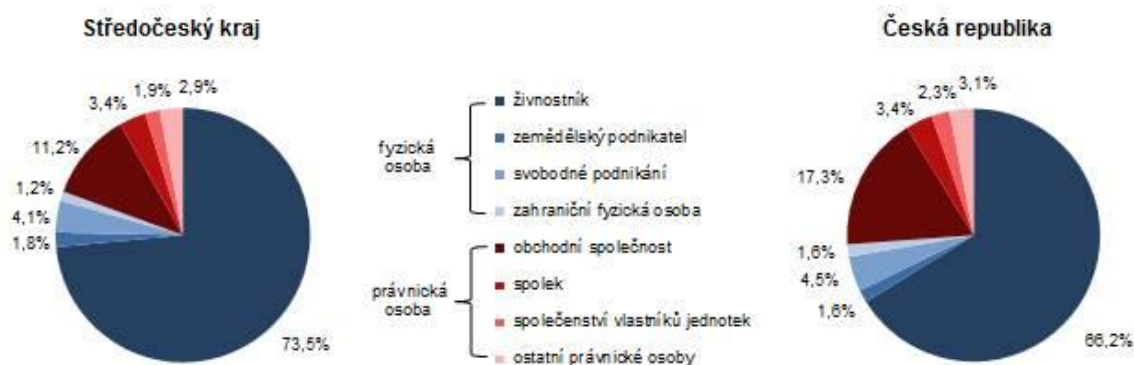 Středočeský kraj
2,9%
1,9%
3,4%
11,2%
1,2%
4,1%
1,8%
73,5%
fyzická
osoba
živnostník
zemědělský podnikatel
svobodné podnikání
zahraniční fyzická osoba
právnická
osoba
obchodní společnost
spolek
společenství vlastníků jednotek
ostatní právnické osoby
Česká republika
3,1%
2,3%
3,4%
17,3%
1,6%
4,5%
1,6%
66,2%